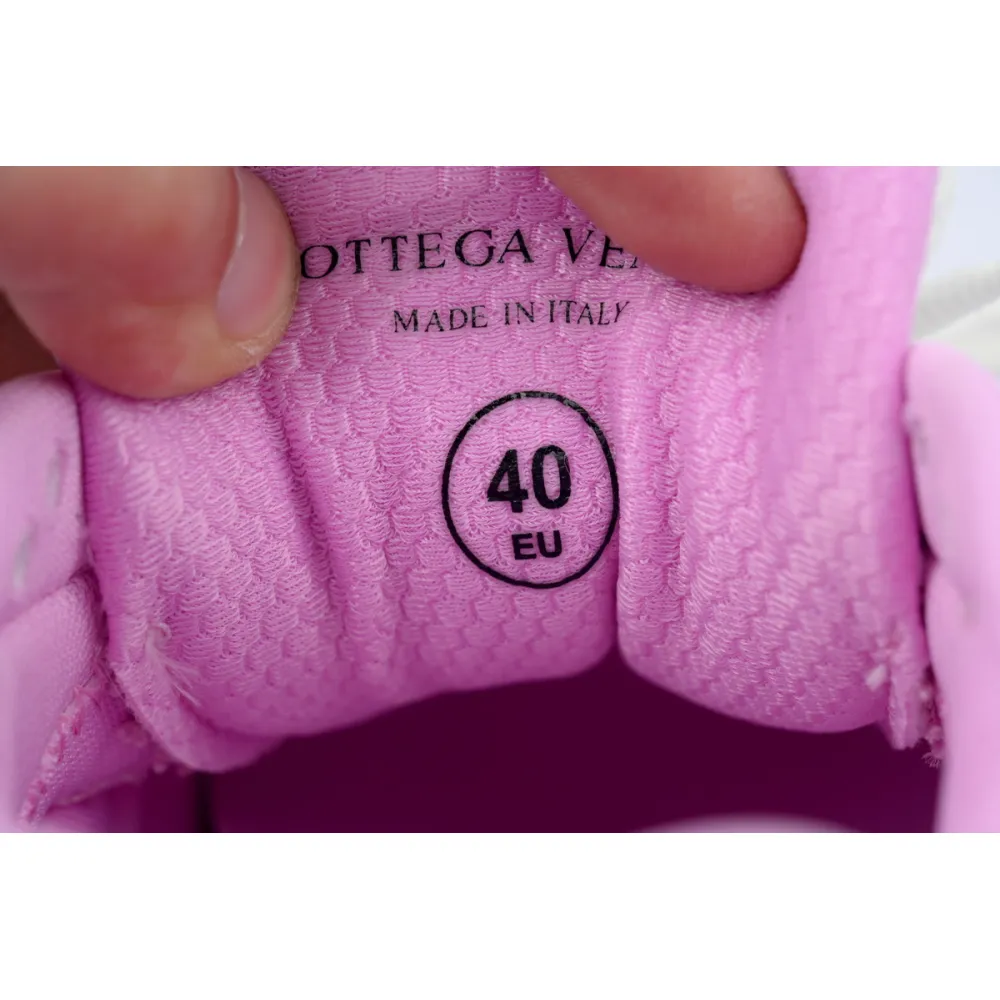 OTTEGA VE
MADE IN ITALY
40
EU